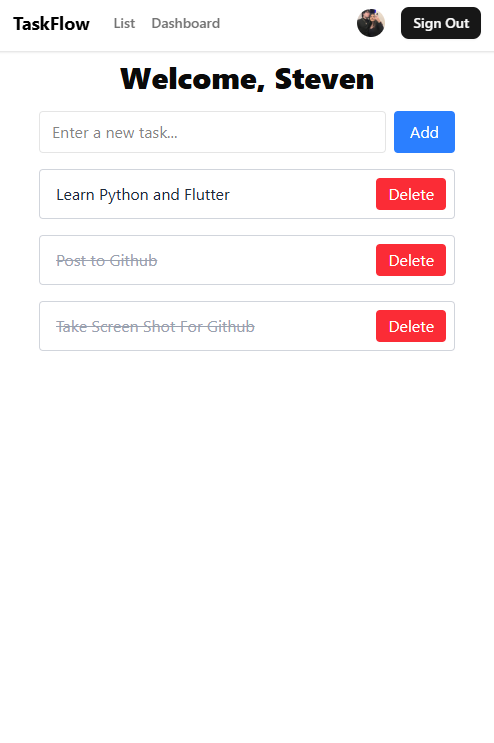 TaskFlow List Dashboard Sign Out
Welcome, Steven
Enter a new task... Add
Learn Python and Flutter Delete
Post to Github Delete
Take Screen Shot For Github Delete